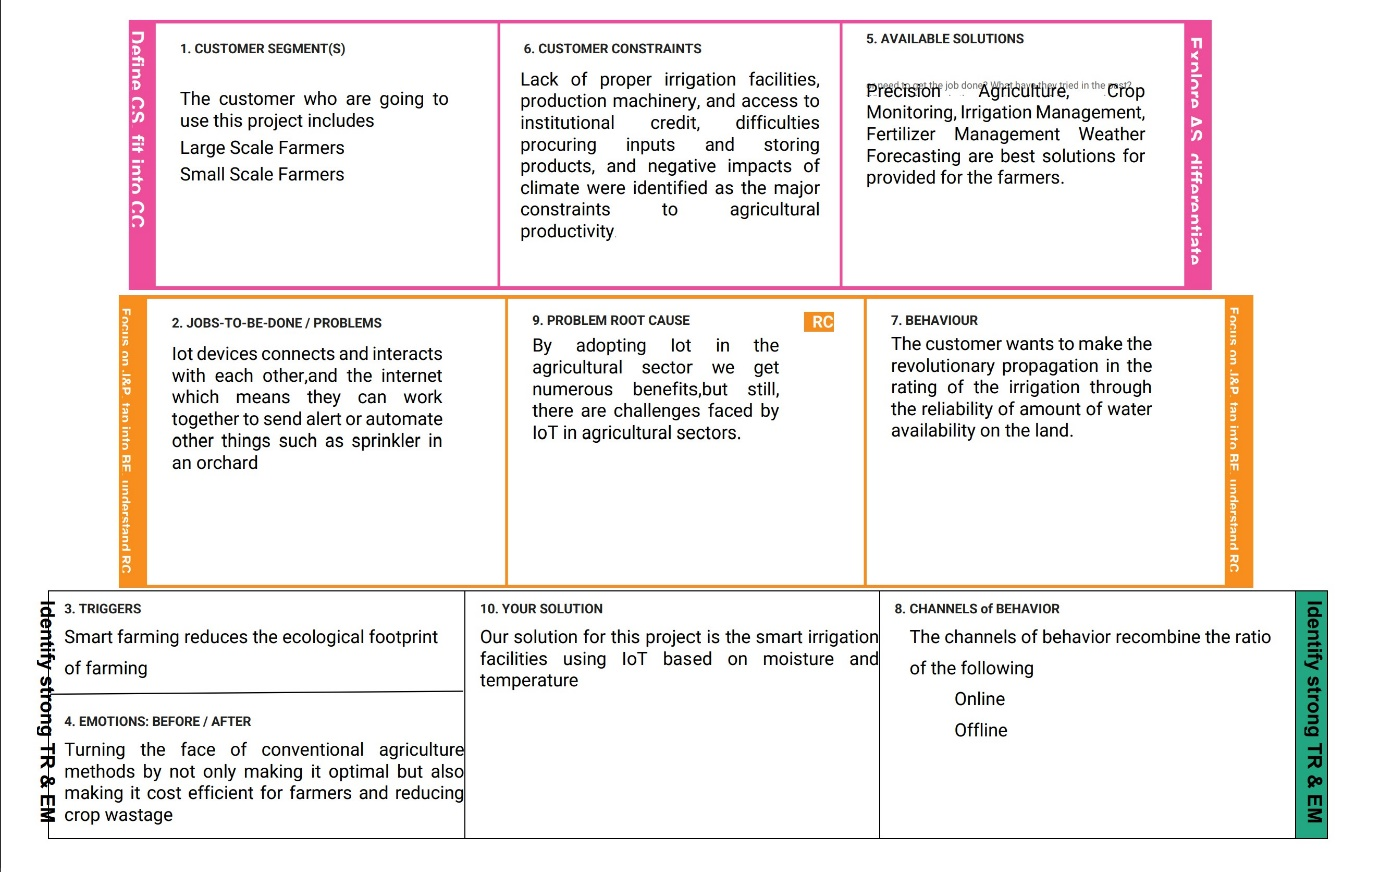 Define CS, fit into CC
1. CUSTOMER SEGMENT(S)
The customer who are going to
use this project includes
Large Scale Farmers
Small Scale Farmers
6. CUSTOMER CONSTRAINTS
Lack of proper irrigation facilities,
production machinery, and access to
institutional credit, difficulties
procuring inputs and storing
products, and negative impacts of
climate were identified as the major
constraints to agricultural
productivity
5. AVAILABLE SOLUTIONS
need to get the job done? What have they tried in the past?
Precision Agriculture, Crop
Monitoring, Irrigation Management,
Fertilizer Management Weather
Forecasting are best solutions for
provided for the farmers.
Explore AS, differentiate
Focus on J&P, tap into BE, understand RC
2. JOBS-TO-BE-DONE / PROBLEMS
Iot devices connects and interacts
with each other,and the internet
which means they can work
together to send alert or automate
other things such as sprinkler in
an orchard
9. PROBLEM ROOT CAUSE
RC
By adopting Iot in the
agricultural sector we get
numerous benefits,but still,
there are challenges faced by
IoT in agricultural sectors.
7. BEHAVIOUR
The customer wants to make the
revolutionary propagation in the
rating of the irrigation through
the reliability of amount of water
availability on the land.
Focus on J&P, tap into BE, understand RC
Identify strong TR & EM
3. TRIGGERS
Smart farming reduces the ecological footprint
of farming
4. EMOTIONS: BEFORE / AFTER
Turning the face of conventional agriculture
methods by not only making it optimal but also
making it cost efficient for farmers and reducing
crop wastage
10. YOUR SOLUTION
Our solution for this project is the smart irrigation
facilities using IoT based on moisture and
temperature
8. CHANNELS of BEHAVIOR
The channels of behavior recombine the ratio
of the following
Online
Offline
Identify strong TR & EM